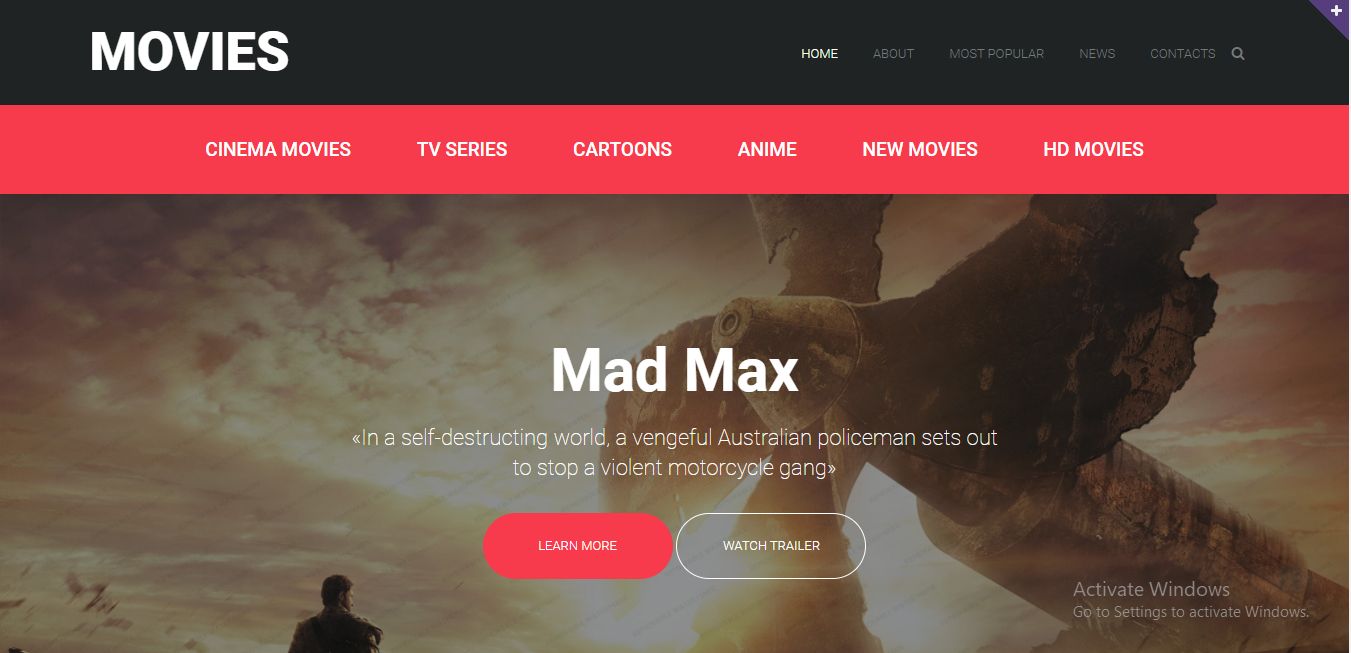 MOVIES
HOME ABOUT MOST POPULAR NEWS CONTACTS
CINEMA MOVIES TV SERIES CARTOONS ANIME NEW MOVIES HD MOVIES
Mad Max
«In a self-destructing world, a vengeful Australian policeman sets out
to stop a violent motorcycle gang»
LEARN MORE WATCH TRAILER
Activate Windows
Go to Settings to activate Windows.